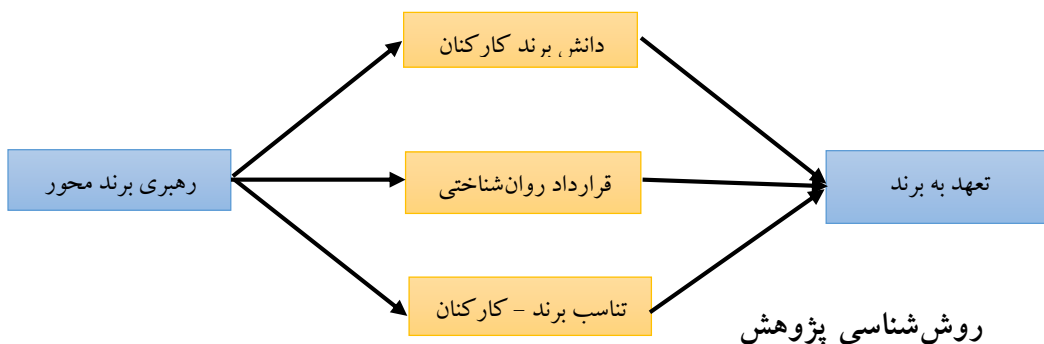 دانش برند کارکنان
رهبری برند محور
قرارداد روان‌شناختی
تعهد به برند
تناسب برند – کارکنان
روش‌شناسی پژوهش